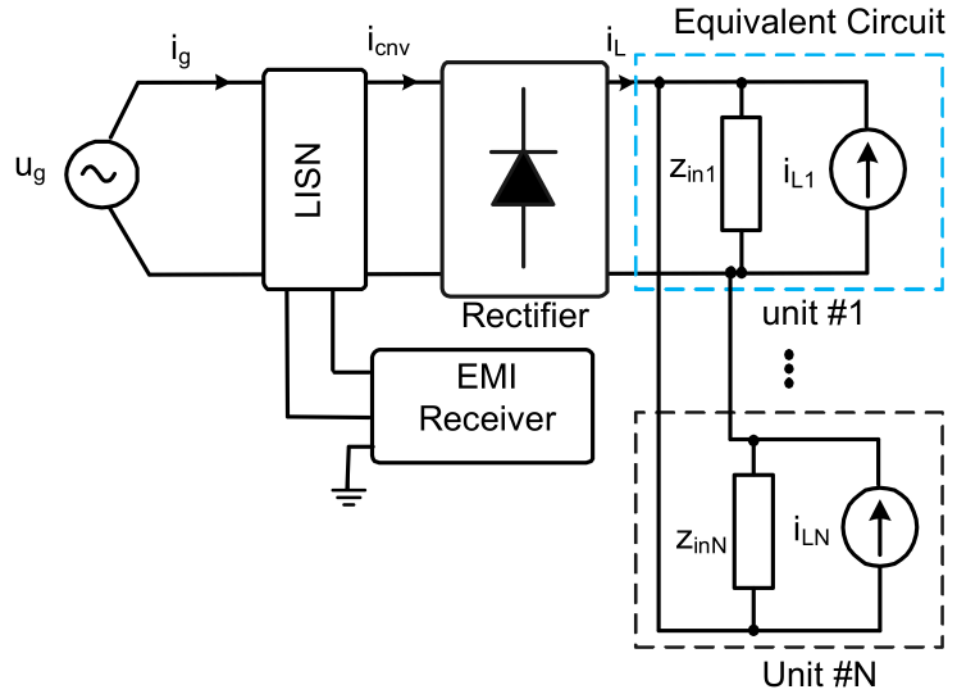 Equivalent Circuit
i_g
i_cnv
i_L
u_g
LISN
z_in1
i_L1
Rectifier
unit #1
EMI
Receiver
z_inN
i_LN
Unit #N